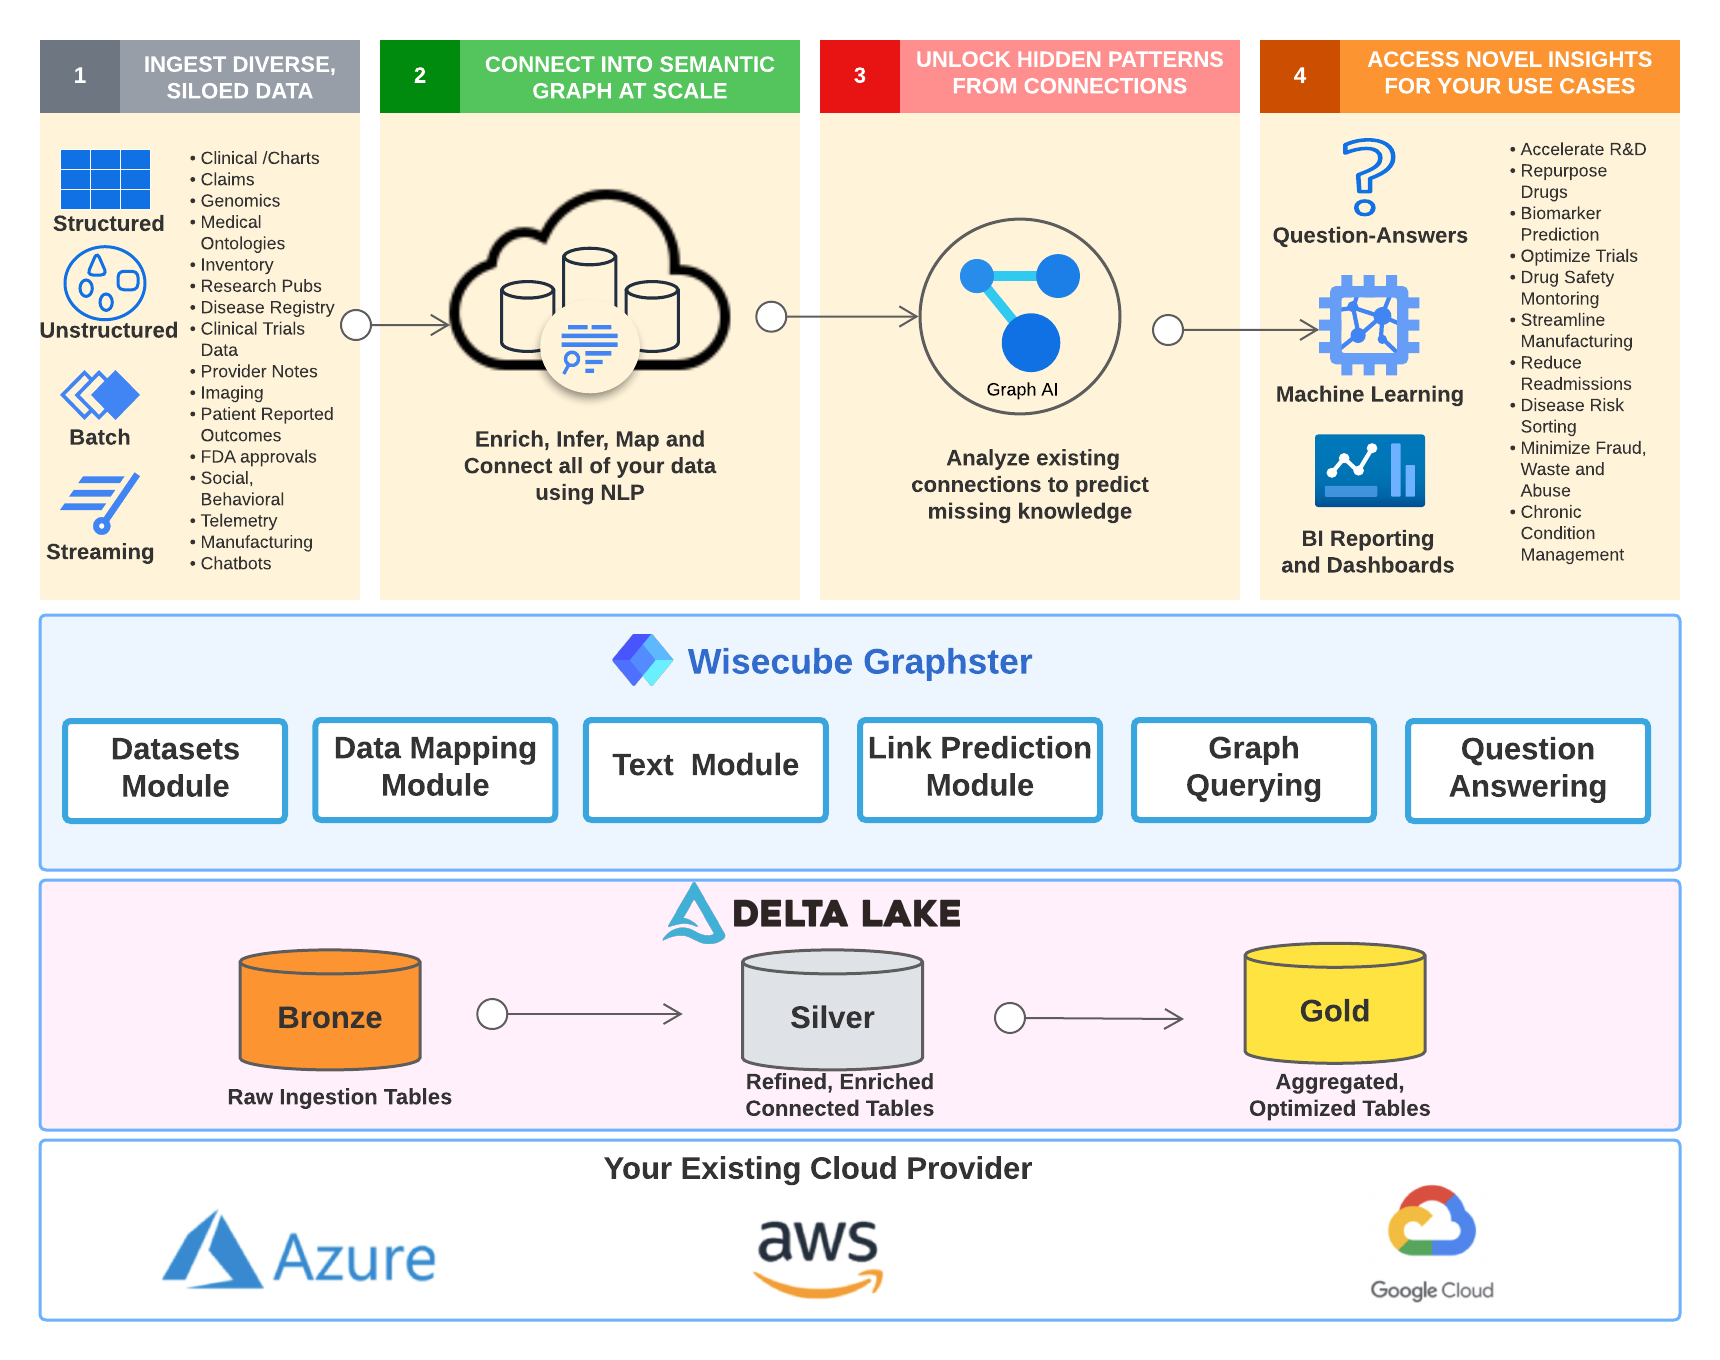 1
INGEST DIVERSE,
SILOED DATA
2
CONNECT INTO SEMANTIC
GRAPH AT SCALE
3
UNLOCK HIDDEN PATTERNS
FROM CONNECTIONS
4
ACCESS NOVEL INSIGHTS
FOR YOUR USE CASES
Structured
Unstructured
Batch
Streaming
• Clinical /Charts
• Claims
• Genomics
• Medical
Ontologies
• Inventory
• Research Pubs
• Disease Registry
• Clinical Trials
Data
• Provider Notes
• Imaging
• Patient Reported
Outcomes
• FDA approvals
• Social,
Behavioral
• Telemetry
• Manufacturing
• Chatbots
Enrich, Infer, Map and
Connect all of your data
using NLP
Graph AI
Analyze existing
connections to predict
missing knowledge
Question-Answers
Machine Learning
BI Reporting
and Dashboards
• Accelerate R&D
• Repurpose
Drugs
• Biomarker
Prediction
• Optimize Trials
• Drug Safety
Montoring
• Streamline
Manufacturing
• Reduce
Readmissions
• Disease Risk
Sorting
• Minimize Fraud,
Waste and
Abuse
• Chronic
Condition
Management
Wisecube Graphster
Datasets
Module
Data Mapping
Module
Text Module
Link Prediction
Module
Graph
Querying
Question
Answering
DELTA LAKE
Bronze
Raw Ingestion Tables
Silver
Refined, Enriched
Connected Tables
Gold
Aggregated,
Optimized Tables
Your Existing Cloud Provider
Azure
aws
Google Cloud